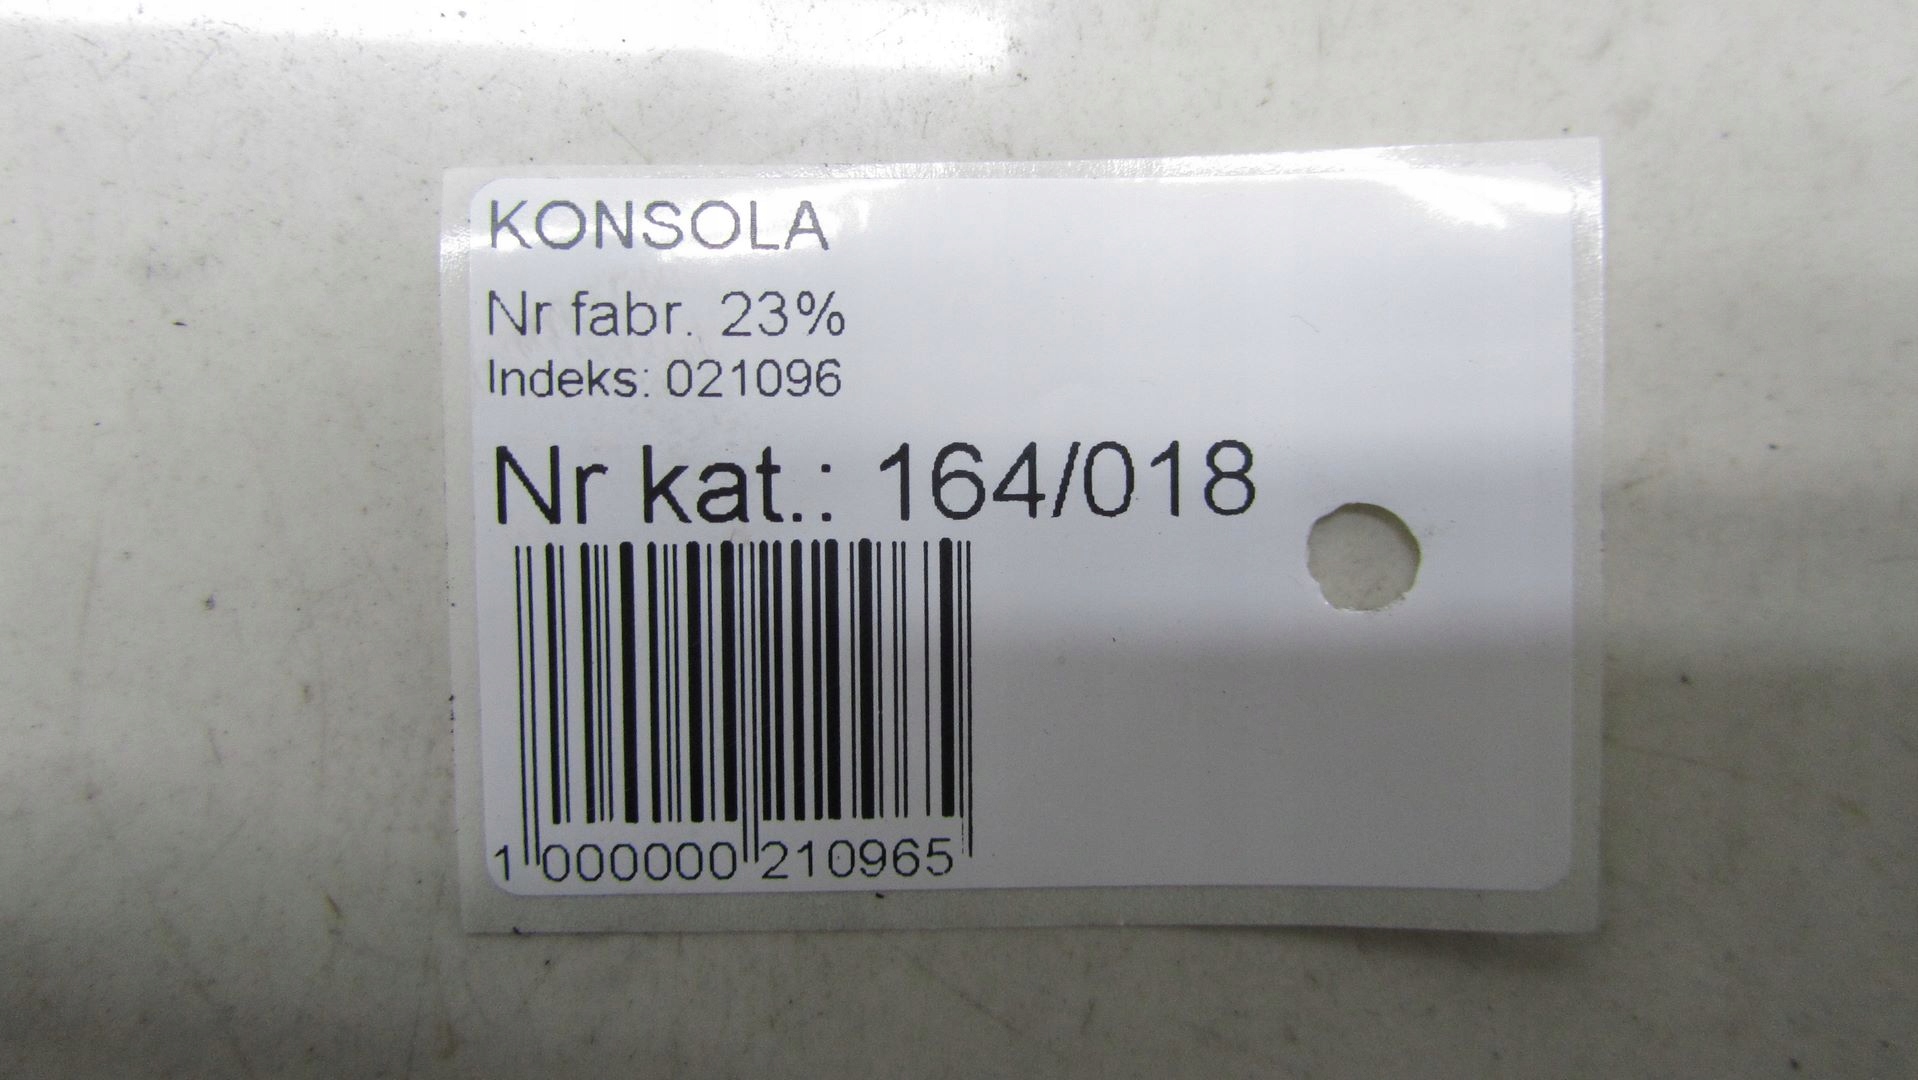 KONSOLA
Nr fabr. 23%
Indeks: 021096
Nr kat.: 164/018
1 000000 210965